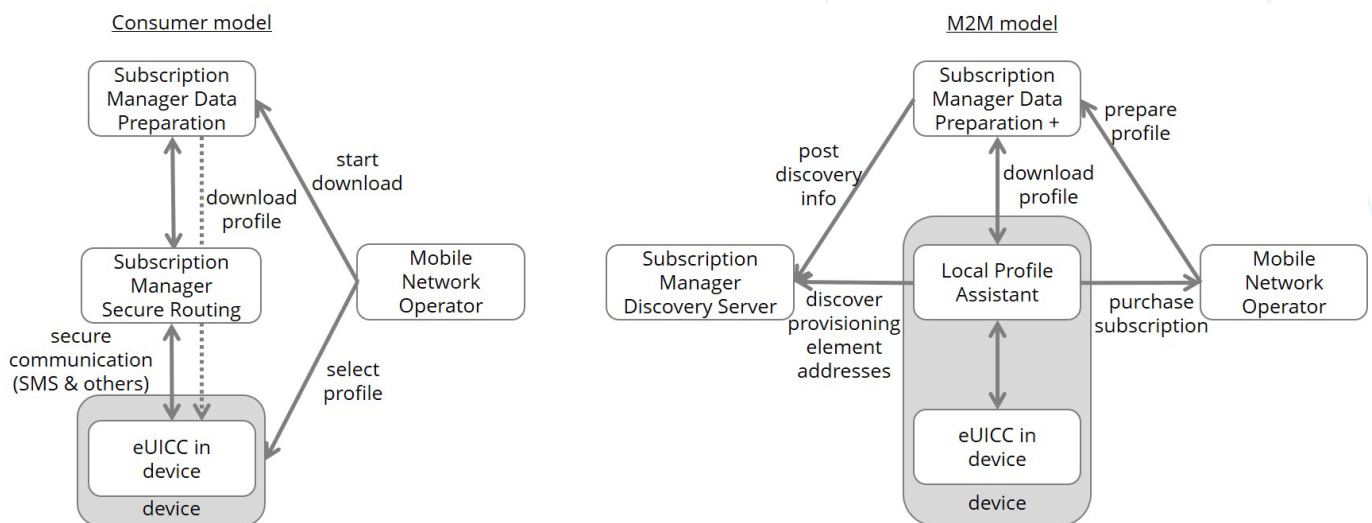 Consumer model
Subscription
Manager Data
Preparation
start
download
download
profile
Subscription
Manager
Secure Routing
Mobile
Network
Operator
secure
communication
(SMS & others)
select
profile
eUICC in
device
device
M2M model
Subscription
Manager Data
Preparation +
prepare
profile
post
discovery
info
download
profile
Subscription
Manager
Discovery Server
Local Profile
Assistant
Mobile
Network
Operator
discover
provisioning
element
addresses
purchase
subscription
eUICC in
device
device